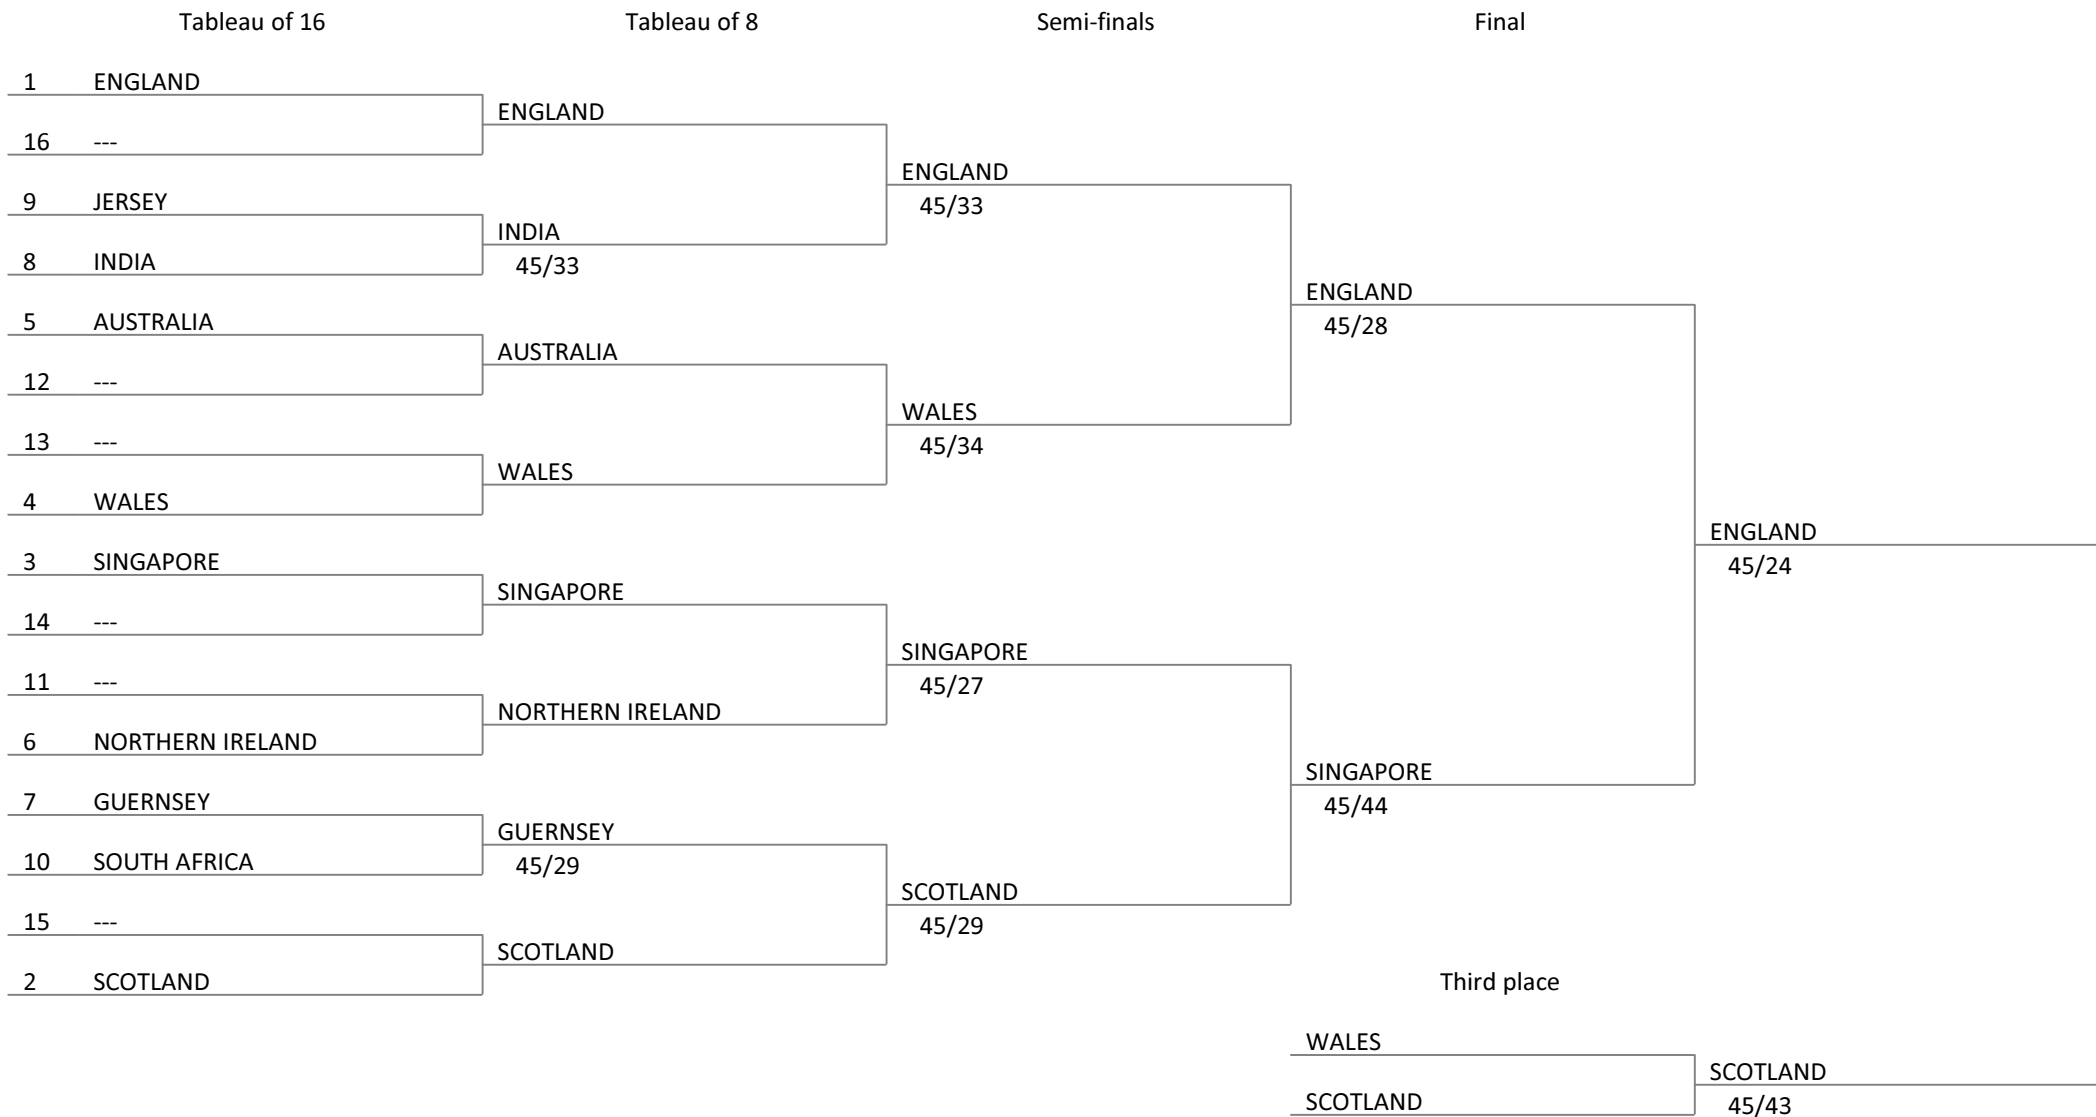 Tableau of 16 Tableau of 8 Semi-finals Final
1 ENGLAND
ENGLAND
16 ---
ENGLAND
45/33
9 JERSEY
INDIA
45/33
8 INDIA
ENGLAND
45/28
5 AUSTRALIA
AUSTRALIA
12 ---
WALES
45/34
13 ---
WALES
4 WALES
ENGLAND
45/24
3 SINGAPORE
SINGAPORE
14 ---
SINGAPORE
45/27
11 ---
NORTHERN IRELAND
6 NORTHERN IRELAND
SINGAPORE
45/44
7 GUERNSEY
GUERNSEY
45/29
10 SOUTH AFRICA
SCOTLAND
45/29
15 ---
SCOTLAND
2 SCOTLAND
Third place
WALES
SCOTLAND
45/43
SCOTLAND